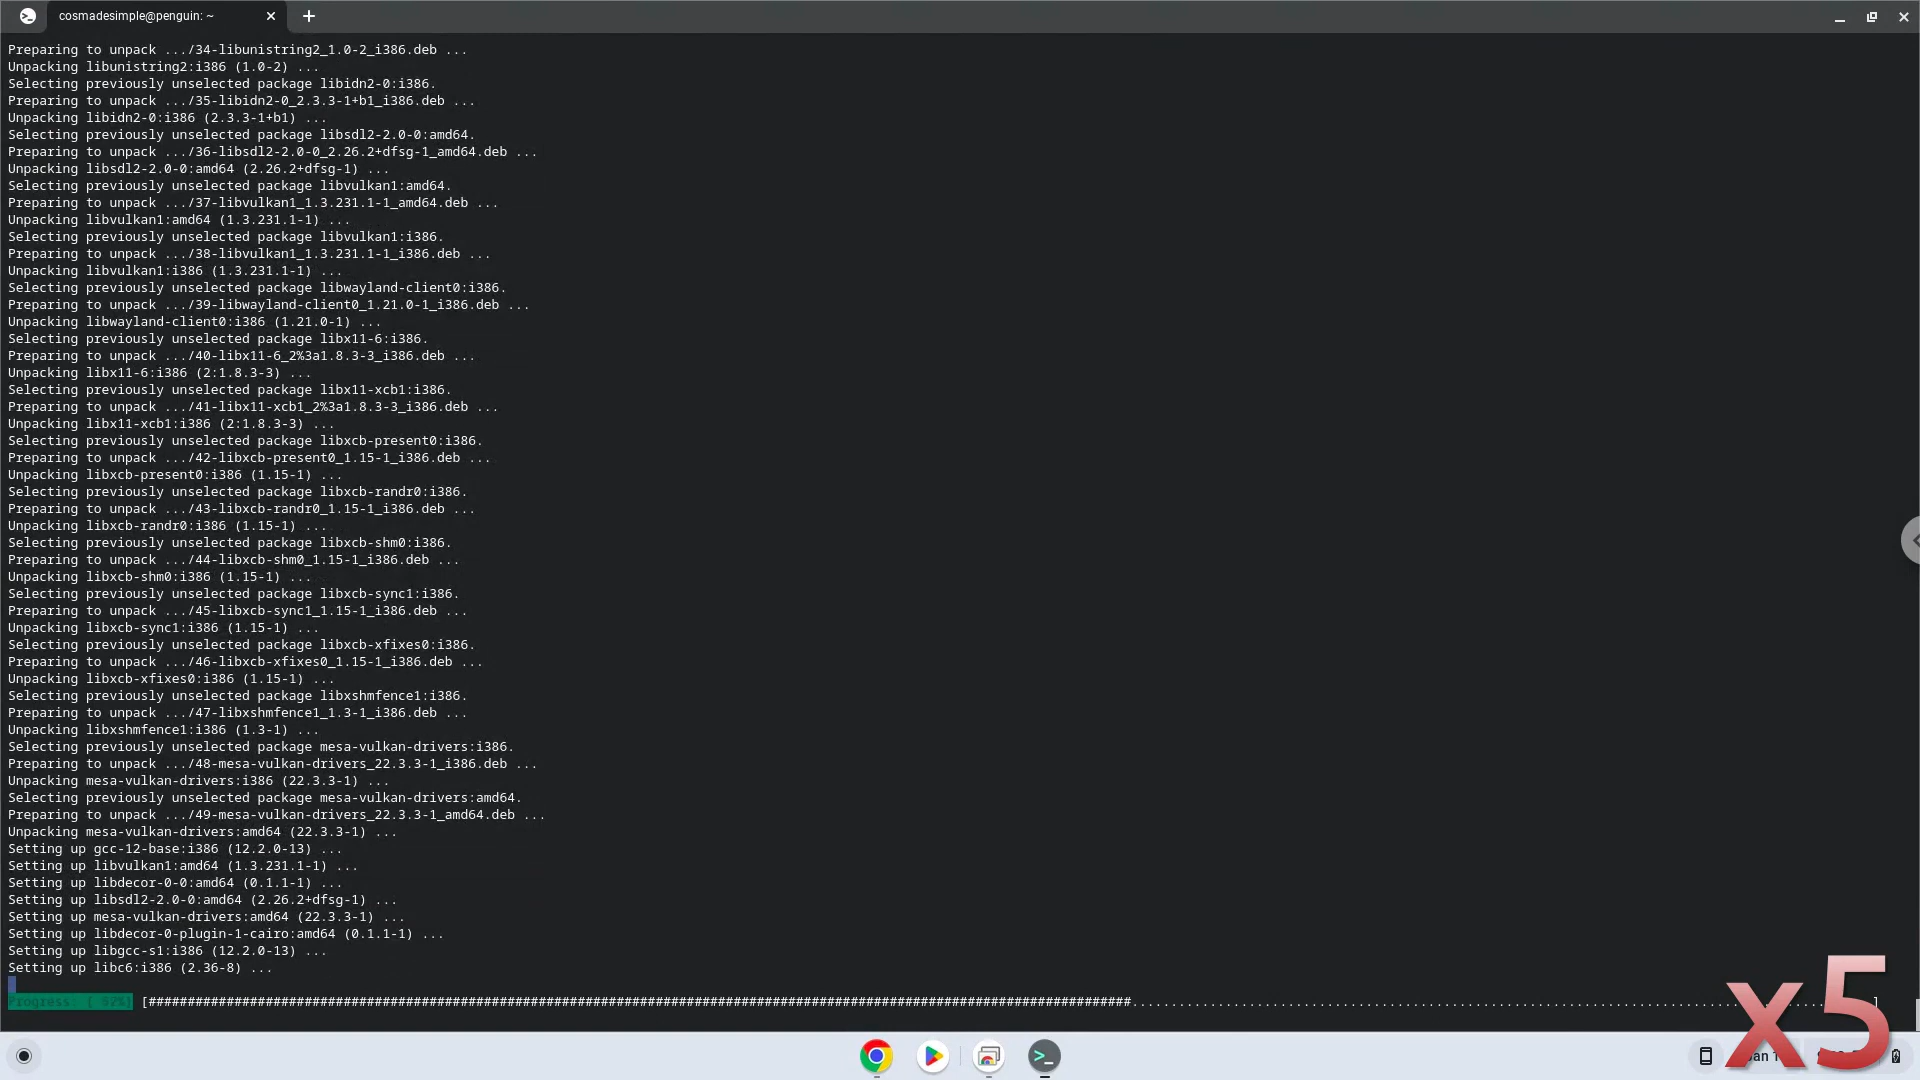 cosmadesimple@penguin: ~
Preparing to unpack .../34-libunistring2_1.0-2_i386.deb ...
Unpacking libunistring2:i386 (1.0-2) ...
Selecting previously unselected package libidn2-0:i386.
Preparing to unpack .../35-libidn2-0_2.3.3-1+b1_i386.deb ...
Unpacking libidn2-0:i386 (2.3.3-1+b1) ...
Selecting previously unselected package libsdl2-2.0-0:amd64.
Preparing to unpack .../36-libsdl2-2.0-0_2.26.2+dfsg-1_amd64.deb ...
Unpacking libsdl2-2.0-0:amd64 (2.26.2+dfsg-1) ...
Selecting previously unselected package libvulkan1:amd64.
Preparing to unpack .../37-libvulkan1_1.3.231.1-1_amd64.deb ...
Unpacking libvulkan1:amd64 (1.3.231.1-1) ...
Selecting previously unselected package libvulkan1:i386.
Preparing to unpack .../38-libvulkan1_1.3.231.1-1_i386.deb ...
Unpacking libvulkan1:i386 (1.3.231.1-1) ...
Selecting previously unselected package libwayland-client0:i386.
Preparing to unpack .../39-libwayland-client0_1.21.0-1_i386.deb ...
Unpacking libwayland-client0:i386 (1.21.0-1) ...
Selecting previously unselected package libx11-6:i386.
Preparing to unpack .../40-libx11-6_2%3a1.8.3-3_i386.deb ...
Unpacking libx11-6:i386 (2:1.8.3-3) ...
Selecting previously unselected package libx11-xcb1:i386.
Preparing to unpack .../41-libx11-xcb1_2%3a1.8.3-3_i386.deb ...
Unpacking libx11-xcb1:i386 (2:1.8.3-3) ...
Selecting previously unselected package libxcb-present0:i386.
Preparing to unpack .../42-libxcb-present0_1.15-1_i386.deb ...
Unpacking libxcb-present0:i386 (1.15-1) ...
Selecting previously unselected package libxcb-randr0:i386.
Preparing to unpack .../43-libxcb-randr0_1.15-1_i386.deb ...
Unpacking libxcb-randr0:i386 (1.15-1) ...
Selecting previously unselected package libxcb-shm0:i386.
Preparing to unpack .../44-libxcb-shm0_1.15-1_i386.deb ...
Unpacking libxcb-shm0:i386 (1.15-1) ...
Selecting previously unselected package libxcb-sync1:i386.
Preparing to unpack .../45-libxcb-sync1_1.15-1_i386.deb ...
Unpacking libxcb-sync1:i386 (1.15-1) ...
Selecting previously unselected package libxcb-xfixes0:i386.
Preparing to unpack .../46-libxcb-xfixes0_1.15-1_i386.deb ...
Unpacking libxcb-xfixes0:i386 (1.15-1) ...
Selecting previously unselected package libxshmfence1:i386.
Preparing to unpack .../47-libxshmfence1_1.3-1_i386.deb ...
Unpacking libxshmfence1:i386 (1.3-1) ...
Selecting previously unselected package mesa-vulkan-drivers:i386.
Preparing to unpack .../48-mesa-vulkan-drivers_22.3.3-1_i386.deb ...
Unpacking mesa-vulkan-drivers:i386 (22.3.3-1) ...
Selecting previously unselected package mesa-vulkan-drivers:amd64.
Preparing to unpack .../49-mesa-vulkan-drivers_22.3.3-1_amd64.deb ...
Unpacking mesa-vulkan-drivers:amd64 (22.3.3-1) ...
Setting up gcc-12-base:i386 (12.2.0-13) ...
Setting up libvulkan1:amd64 (1.3.231.1-1) ...
Setting up libdecor-0-0:amd64 (0.1.1-1) ...
Setting up libsdl2-2.0-0:amd64 (2.26.2+dfsg-1) ...
Setting up mesa-vulkan-drivers:amd64 (22.3.3-1) ...
Setting up libdecor-0-plugin-1-cairo:amd64 (0.1.1-1) ...
Setting up libgcc-s1:i386 (12.2.0-13) ...
Setting up libc6:i386 (2.36-8) ...
Progress:
x5